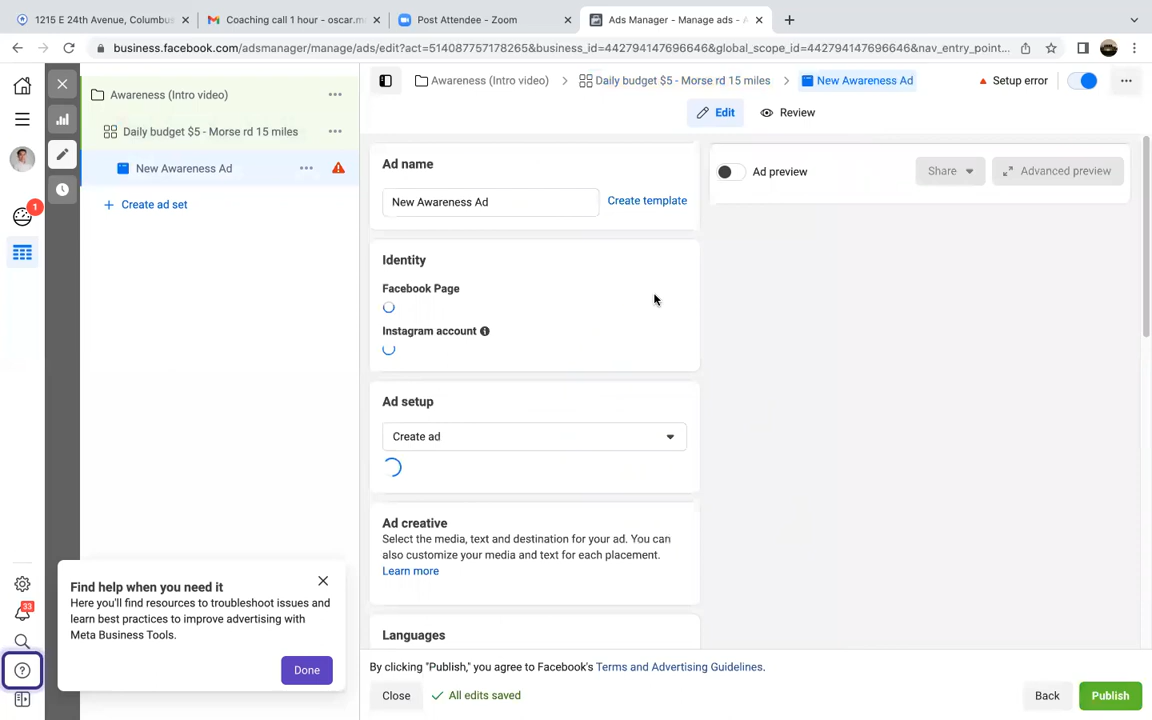 1215 E 24th Avenue, Columbus
Coaching call 1 hour - oscar.m
Post Attendee - Zoom
Ads Manager - Manage ads - A
business.facebook.com/adsmanager/manage/ads/edit?act=514087757178265&business_id=442794147696646&global_scope_id=442794147696646&nav_entry_point...
Awareness (Intro video)
Daily budget $5 - Morse rd 15 miles
New Awareness Ad
Create ad set
1
33
Find help when you need it
Here you'll find resources to troubleshoot issues and
learn best practices to improve advertising with
Meta Business Tools.
Done
Awareness (Intro video)
Daily budget $5 - Morse rd 15 miles
New Awareness Ad
Setup error
Edit
Review
Ad name
New Awareness Ad
Create template
Identity
Facebook Page
Instagram account
Ad setup
Create ad
Ad creative
Select the media, text and destination for your ad. You can
also customize your media and text for each placement.
Learn more
Languages
Ad preview
Share
Advanced preview
By clicking "Publish," you agree to Facebook's Terms and Advertising Guidelines.
Close
All edits saved
Back
Publish